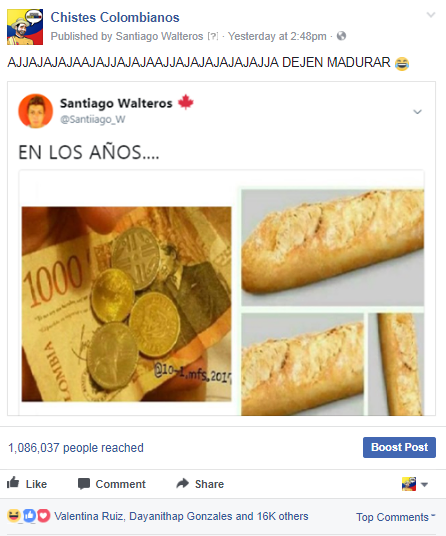 Chistes Colombianos
Published by Santiago Walteros [?] · Yesterday at 2:48pm ·
AJJAJAJAJAAJAJJAJAJAAJJAJAJAJAJAJAJJA DEJEN MADURAR 😂
Santiago Walteros 🍁
@Santiiago_W
EN LOS AÑOS....
1000
LOMBIA
1,086,037 people reached
Boost Post
Like Comment Share
Valentina Ruiz, Dayanithap Gonzales and 16K others
Top Comments